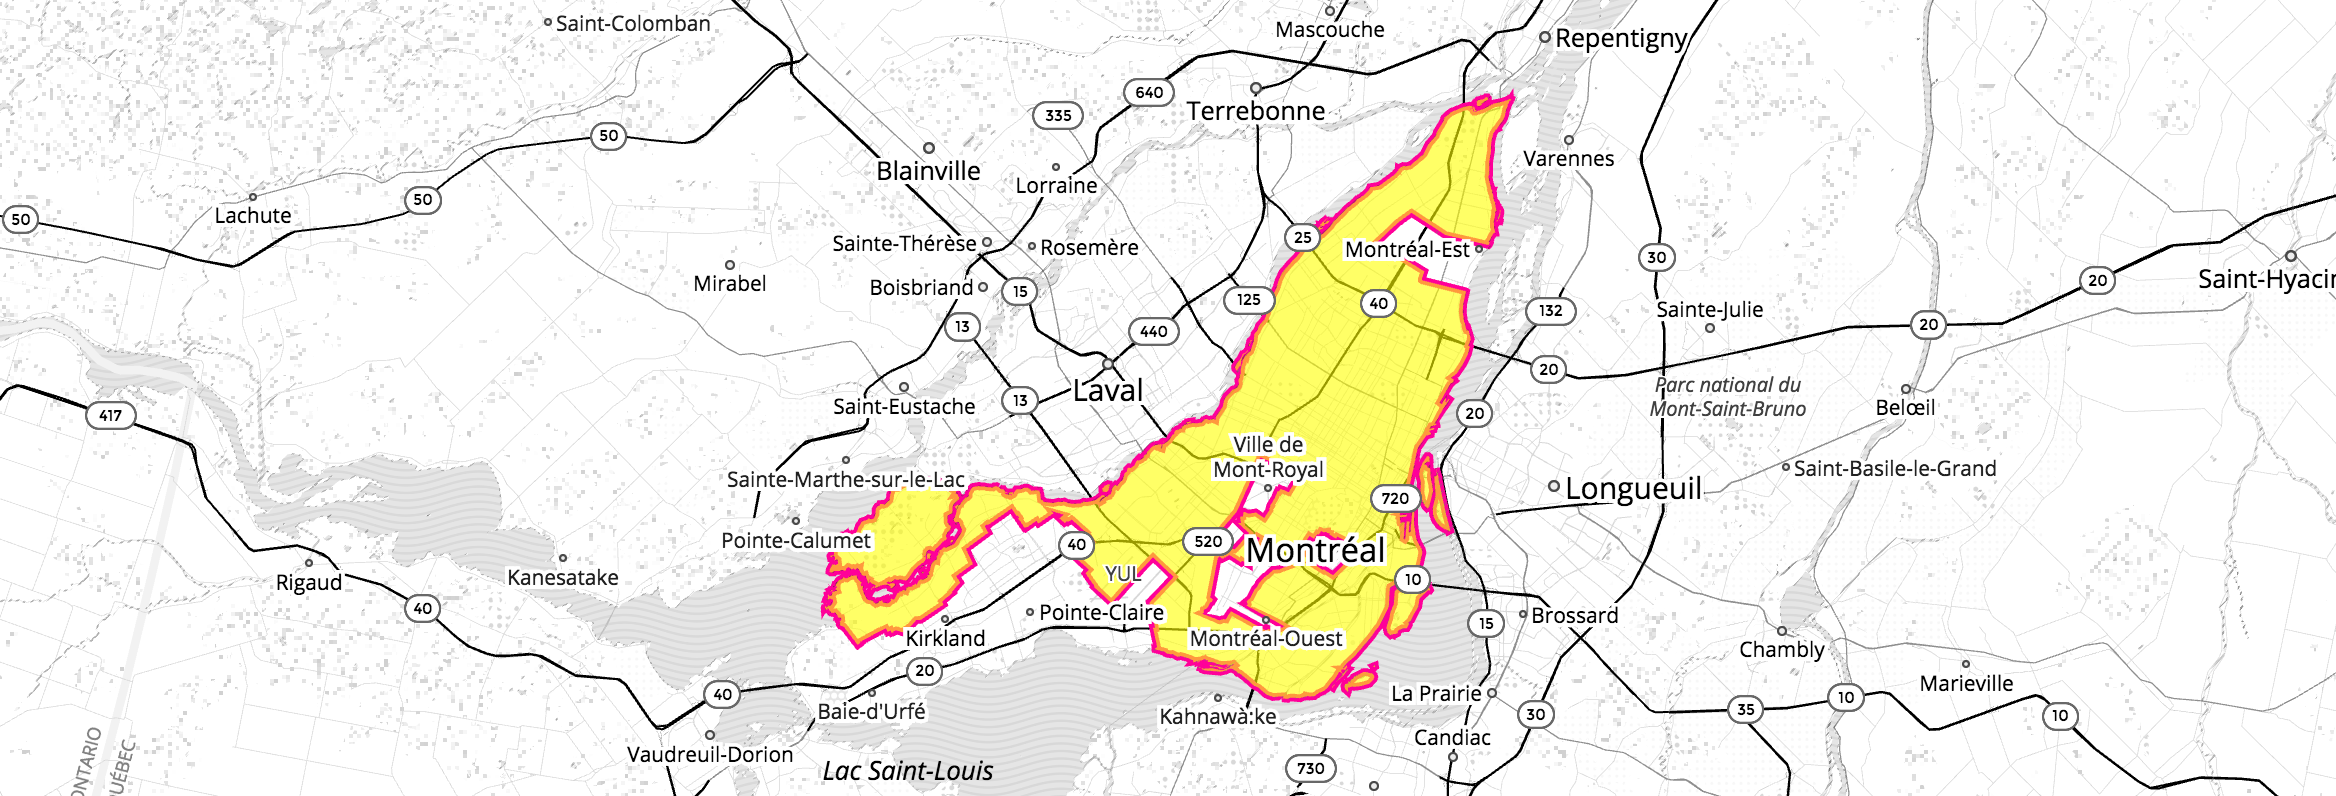 Saint-Colomban
Mascouche
Repentigny
640
Terrebonne
335
50
Varennes
Blainville
Lorraine
50
Lachute
50
25
Sainte-Thérèse
Rosemère
Montréal-Est
30
Mirabel
Boisbriand
15
125
40
132
Sainte-Julie
20
Saint-Hyacin
13
440
20
20
Parc national du
Mont-Saint-Bruno
Laval
13
Saint-Eustache
417
20
Belœil
Ville de
Mont-Royal
Sainte-Marthe-sur-le-Lac
Saint-Basile-le-Grand
720
Longueuil
Pointe-Calumet
40
520
Montréal
Kanesatake
YUL
10
Rigaud
40
Pointe-Claire
Kirkland
Montréal-Ouest
15
Brossard
Chambly
20
40
Baie-d'Urfé
La Prairie
Marieville
Kahnawà:ke
30
35
10
10
Candiac
Vaudreuil-Dorion
Lac Saint-Louis
730
ONTARIO
QUÉBEC